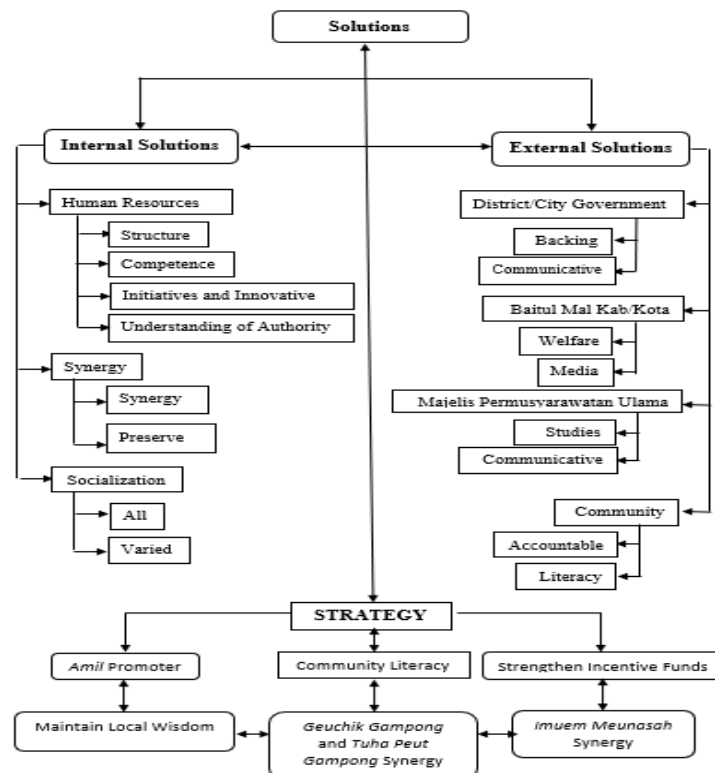 Solutions
Internal Solutions
Human Resources
Structure
Competence
Initiatives and Innovative
Understanding of Authority
Synergy
Synergy
Preserve
Socialization
All
Varied
External Solutions
District/City Government
Backing
Communicative
Baitul Mal Kab/Kota
Welfare
Media
Majelis Permusyarawatan Ulama
Studies
Communicative
Community
Accountable
Literacy
STRATEGY
Amil Promoter
Community Literacy
Strengthen Incentive Funds
Maintain Local Wisdom
Geuchik Gampong
and Tuha Peut
Gampong Synergy
Imuem Meunasah
Synergy